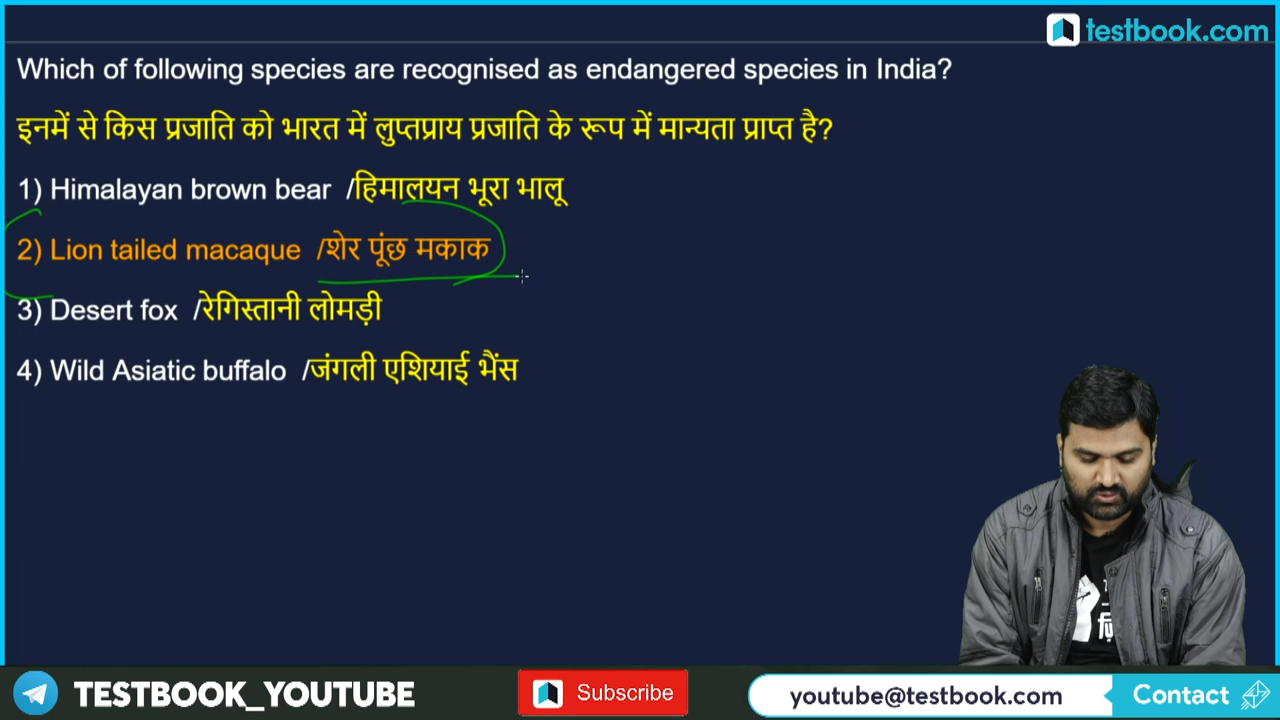 testbook.com
Which of following species are recognised as endangered species in India?
इनमें से किस प्रजाति को भारत में लुप्तप्राय प्रजाति के रूप में मान्यता प्राप्त है?
1) Himalayan brown bear /हिमालयन भूरा भालू
2) Lion tailed macaque /शेर पूंछ मकाक
3) Desert fox /रेगिस्तानी लोमड़ी
4) Wild Asiatic buffalo /जंगली एशियाई भैंस
TESTBOOK_YOUTUBE
Subscribe
youtube@testbook.com
Contact